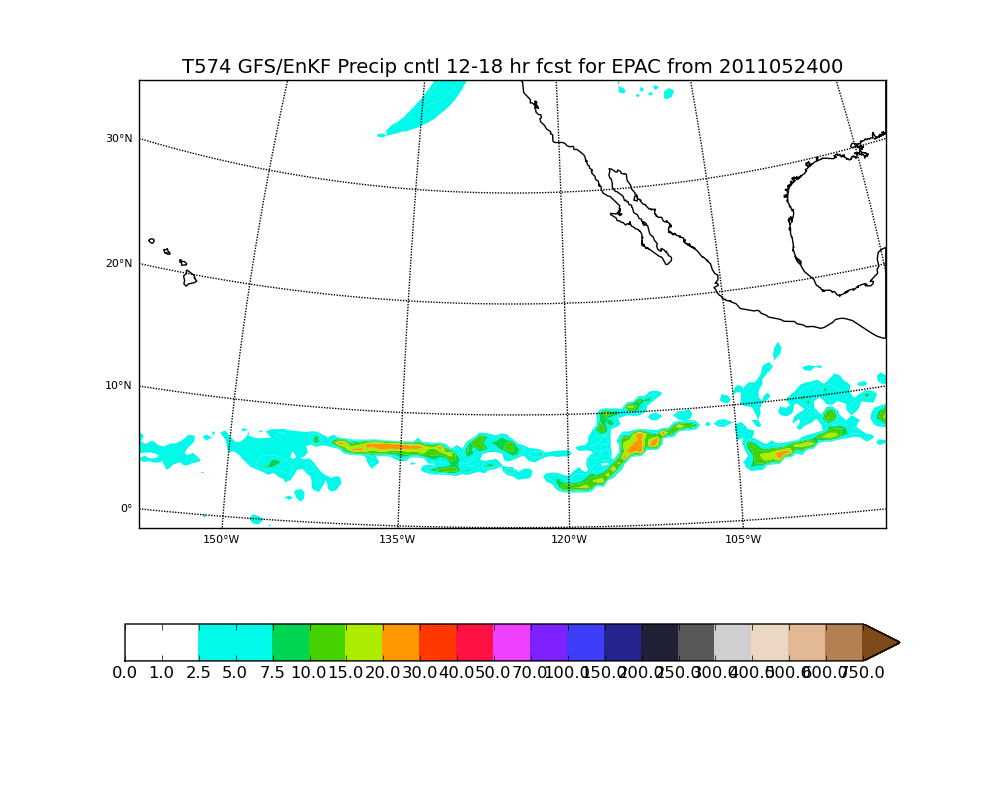 T574 GFS/EnKF Precip cntl 12-18 hr fcst for EPAC from 2011052400
30°N
20°N
10°N
0°
150°W 135°W 120°W 105°W
0.0 1.0 2.5 5.0 7.5 10.0 15.0 20.0 30.0 40.0 50.0 70.0 100.0 150.0 200.0 250.0 300.0 400.0 500.0 600.0 750.0